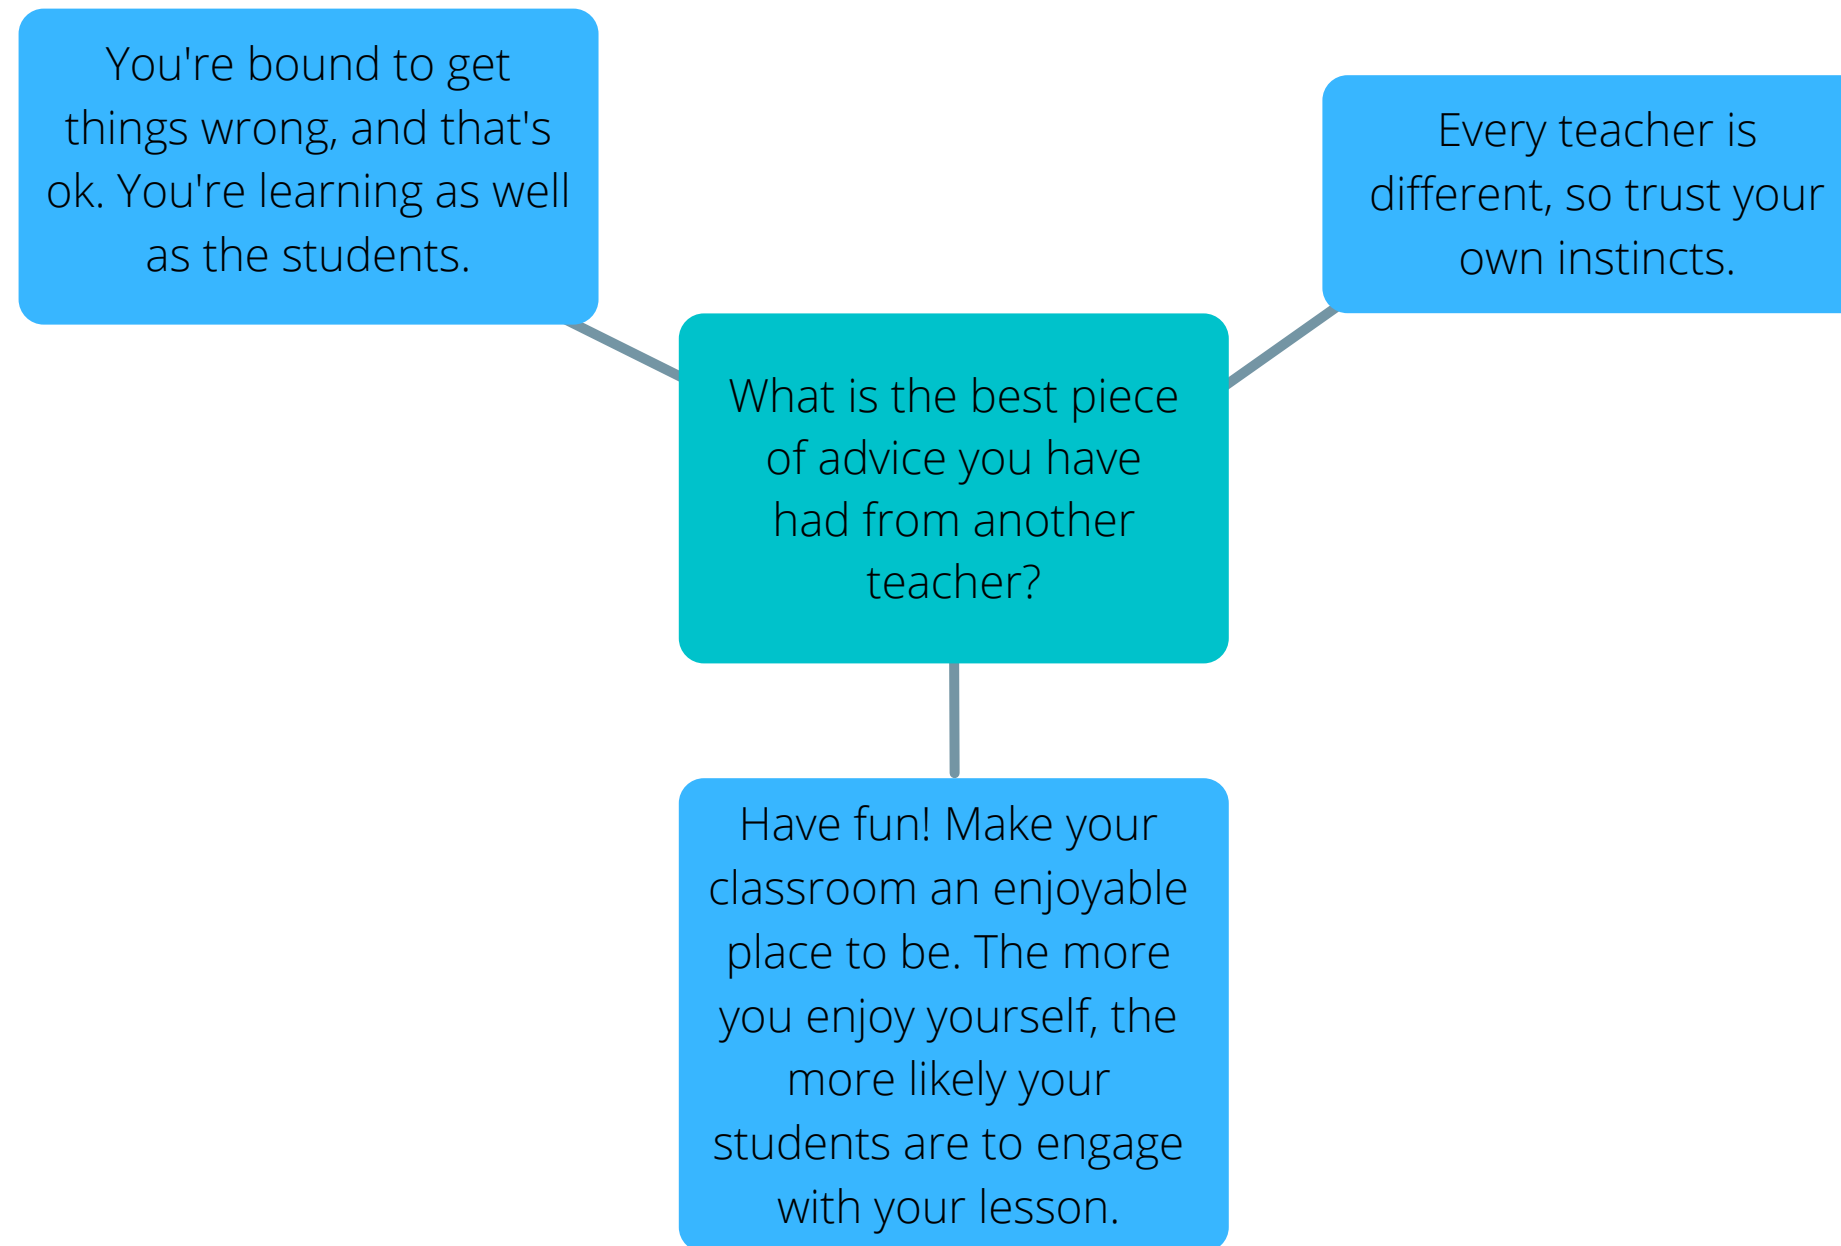 You're bound to get
things wrong, and that's
ok. You're learning as well
as the students.
Every teacher is
different, so trust your
own instincts.
What is the best piece
of advice you have
had from another
teacher?
Have fun! Make your
classroom an enjoyable
place to be. The more
you enjoy yourself, the
more likely your
students are to engage
with your lesson.